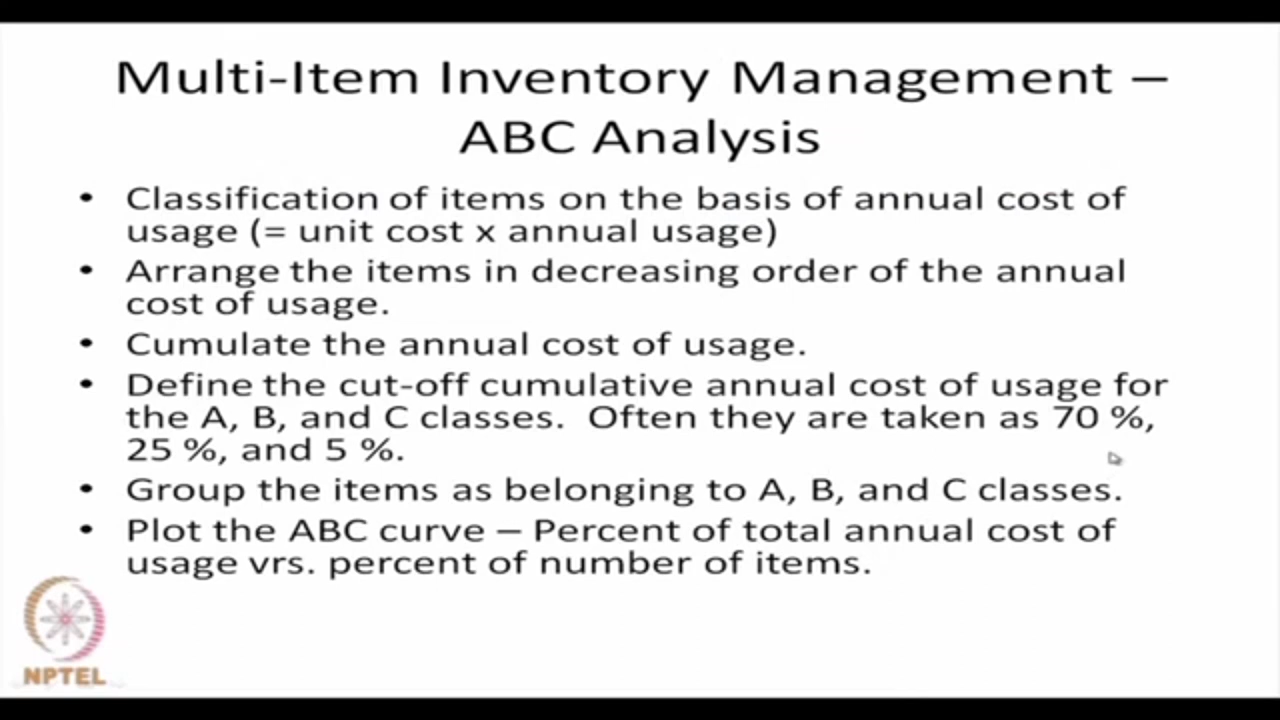 Multi-Item Inventory Management –
ABC Analysis
• Classification of items on the basis of annual cost of
usage (= unit cost x annual usage)
• Arrange the items in decreasing order of the annual
cost of usage.
• Cumulate the annual cost of usage.
• Define the cut-off cumulative annual cost of usage for
the A, B, and C classes.  Often they are taken as 70 %,
25 %, and 5 %.
• Group the items as belonging to A, B, and C classes.
• Plot the ABC curve – Percent of total annual cost of
usage vrs. percent of number of items.
NPTEL